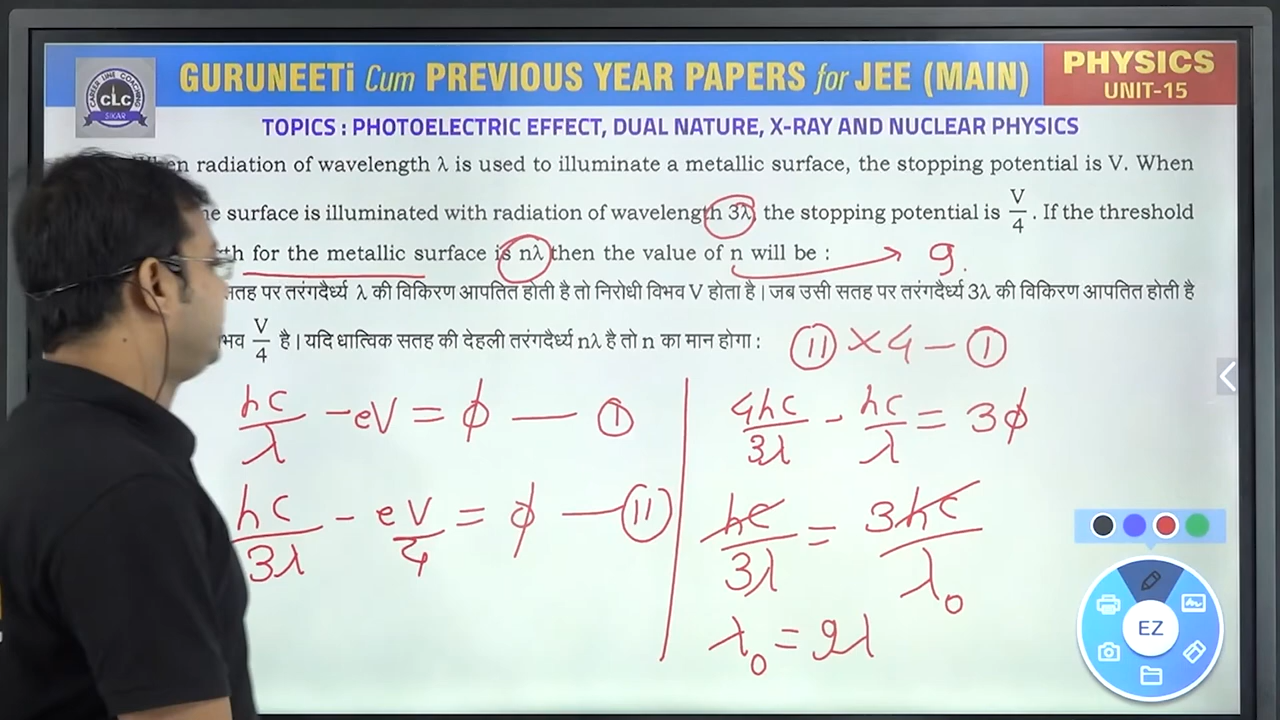 GURUNEETi Cum PREVIOUS YEAR PAPERS for JEE (MAIN)
PHYSICS
UNIT-15
CLC
SIKAR
TOPICS : PHOTOELECTRIC EFFECT, DUAL NATURE, X-RAY AND NUCLEAR PHYSICS
radiation of wavelength λ is used to illuminate a metallic surface, the stopping potential is V. When
surface is illuminated with radiation of wavelength 3λ, the stopping potential is V/4. If the threshold
for the metallic surface is nλ then the value of n will be : → 9.
सतह पर तरंगदैर्ध्य λ की विकिरण आपतित होती है तो निरोधी विभव V होता है। जब उसी सतह पर तरंगदैर्ध्य 3λ की विकिरण आपतित होती है
V/4 है। यदि धात्विक सतह की देहली तरंगदैर्ध्य nλ है तो n का मान होगा :
(II) × 4 – (I)
hc/λ – eV = φ — (I)
hc/3λ – eV/4 = φ — (II)
4hc/3λ – hc/λ = 3φ
hc/3λ = 3hc/λ₀
λ₀ = 9λ
EZ